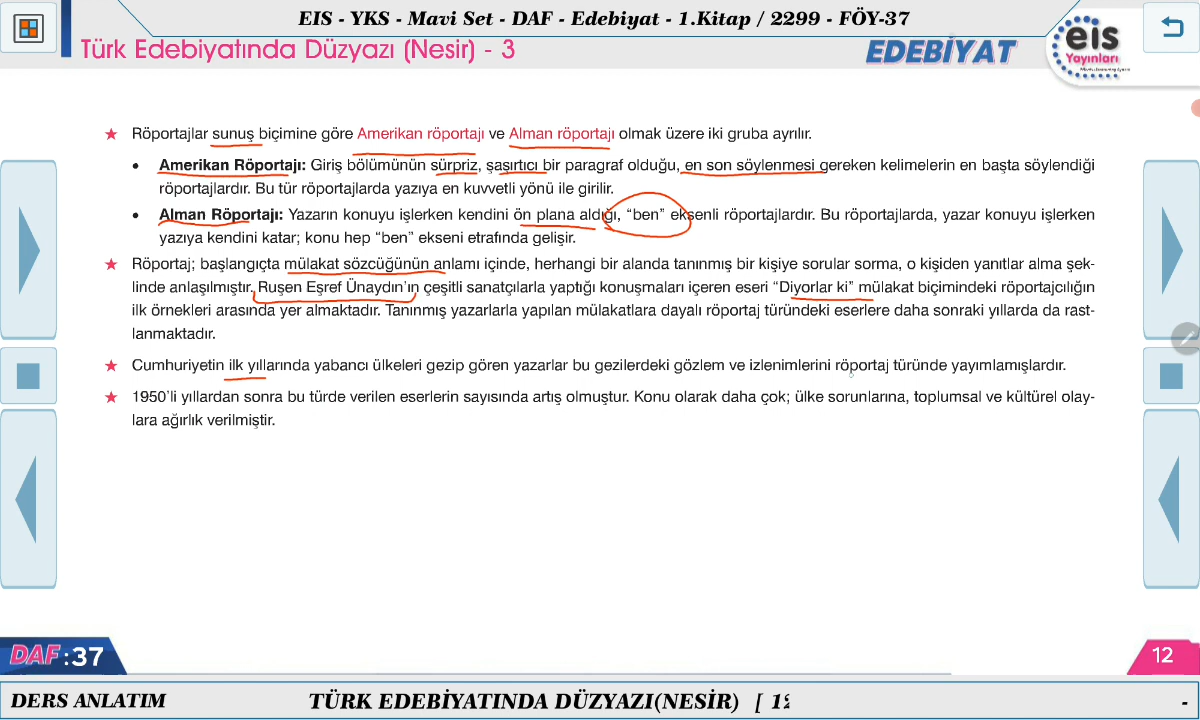 EIS - YKS - Mavi Set - DAF - Edebiyat - 1.Kitap / 2299 - FÖY-37
Türk Edebiyatında Düzyazı (Nesir) - 3
EDEBİYAT
eis
Yayınları
Röportajlar sunuş biçimine göre Amerikan röportajı ve Alman röportajı olmak üzere iki gruba ayrılır.
• Amerikan Röportajı: Giriş bölümünün sürpriz, şaşırtıcı bir paragraf olduğu, en son söylenmesi gereken kelimelerin en başta söylendiği
röportajlardır. Bu tür röportajlarda yazıya en kuvvetli yönü ile girilir.
• Alman Röportajı: Yazarın konuyu işlerken kendini ön plana aldığı, “ben” eksenli röportajlardır. Bu röportajlarda, yazar konuyu işlerken
yazıya kendini katar; konu hep “ben” ekseni etrafında gelişir.
Röportaj; başlangıçta mülakat sözcüğünün anlamı içinde, herhangi bir alanda tanınmış bir kişiye sorular sorma, o kişiden yanıtlar alma şek-
linde anlaşılmıştır. Ruşen Eşref Ünaydın’ın çeşitli sanatçılarla yaptığı konuşmaları içeren eseri “Diyorlar ki” mülakat biçimindeki röportajcılığın
ilk örnekleri arasında yer almaktadır. Tanınmış yazarlarla yapılan mülakatlara dayalı röportaj türündeki eserlere daha sonraki yıllarda da rast-
lanmaktadır.
Cumhuriyetin ilk yıllarında yabancı ülkeleri gezip gören yazarlar bu gezilerdeki gözlem ve izlenimlerini röportaj türünde yayımlamışlardır.
1950’li yıllardan sonra bu türde verilen eserlerin sayısında artış olmuştur. Konu olarak daha çok; ülke sorunlarına, toplumsal ve kültürel olay-
lara ağırlık verilmiştir.
DAF : 37
12
DERS ANLATIM
TÜRK EDEBİYATINDA DÜZYAZI(NESİR) [ 12
-